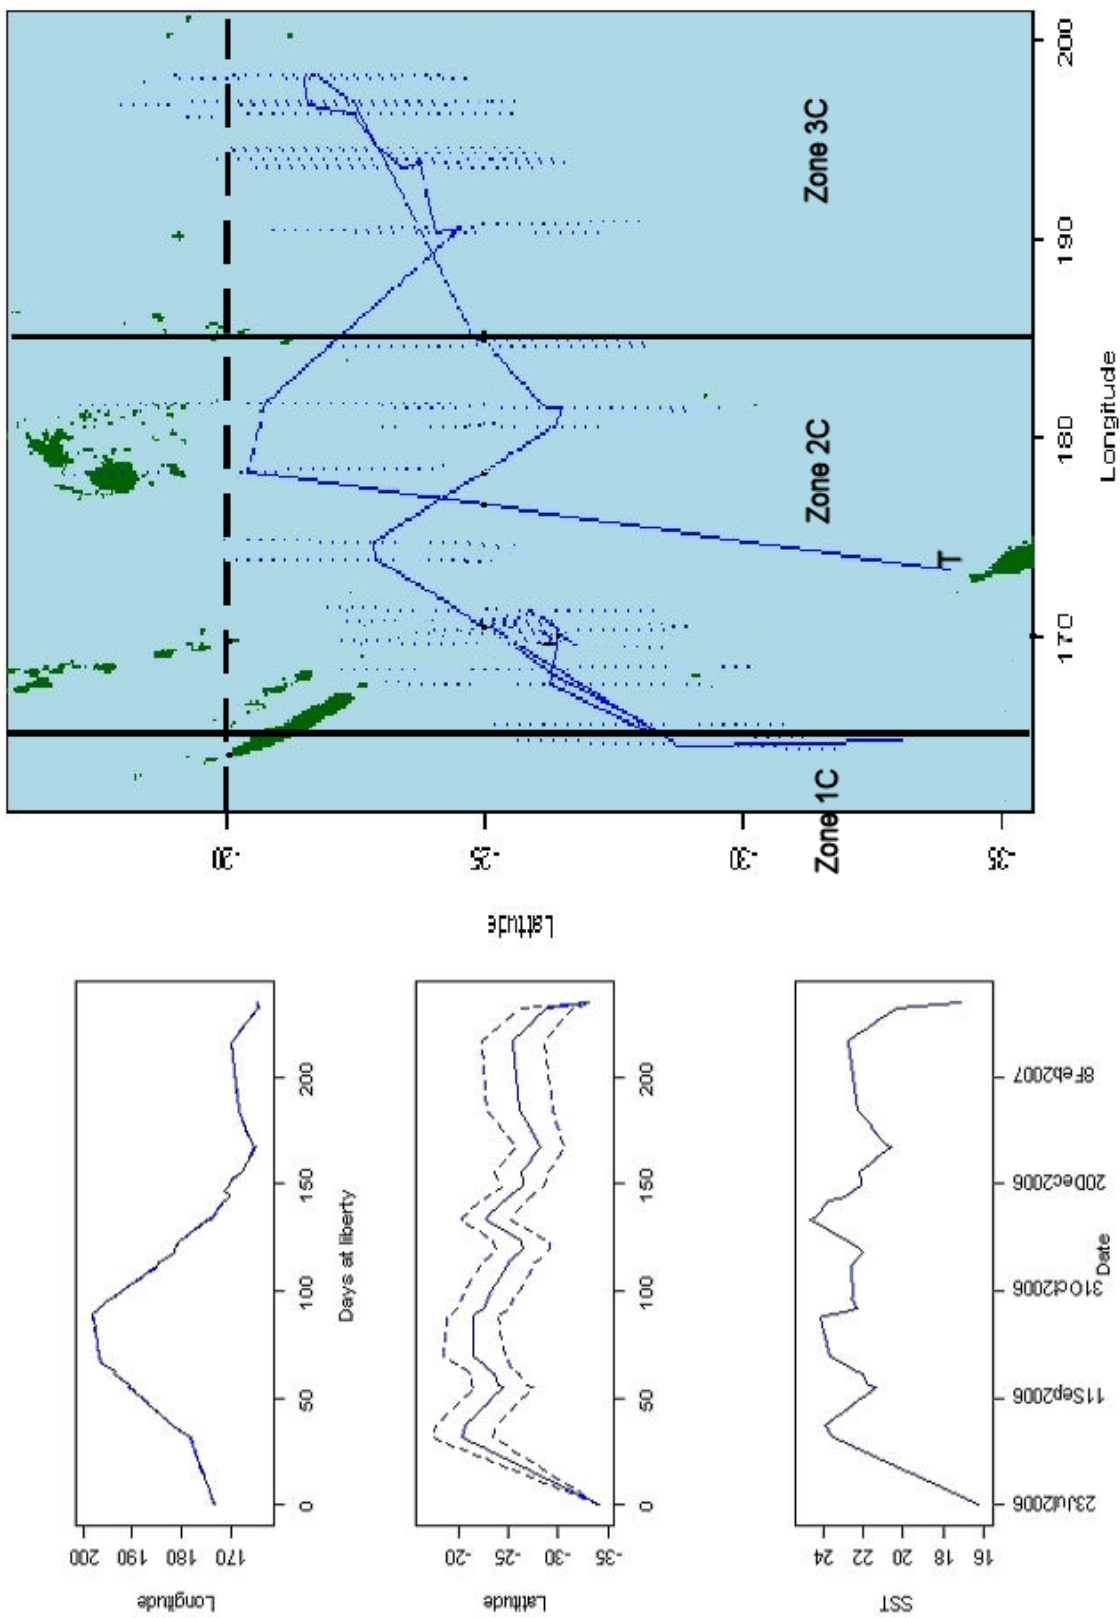 Zone 1C
Zone 2C
Zone 3C
T
-20
-25
-30
-35
Latitude
170
180
190
200
Longitude
200
190
180
170
Longitude
0
50
100
150
200
Days at liberty
-20
-25
-30
-35
Latitude
0
50
100
150
200
24
22
20
18
16
SST
23Jul2006
11Sep2006
31Oct2006
20Dec2006
8Feb2007
Date